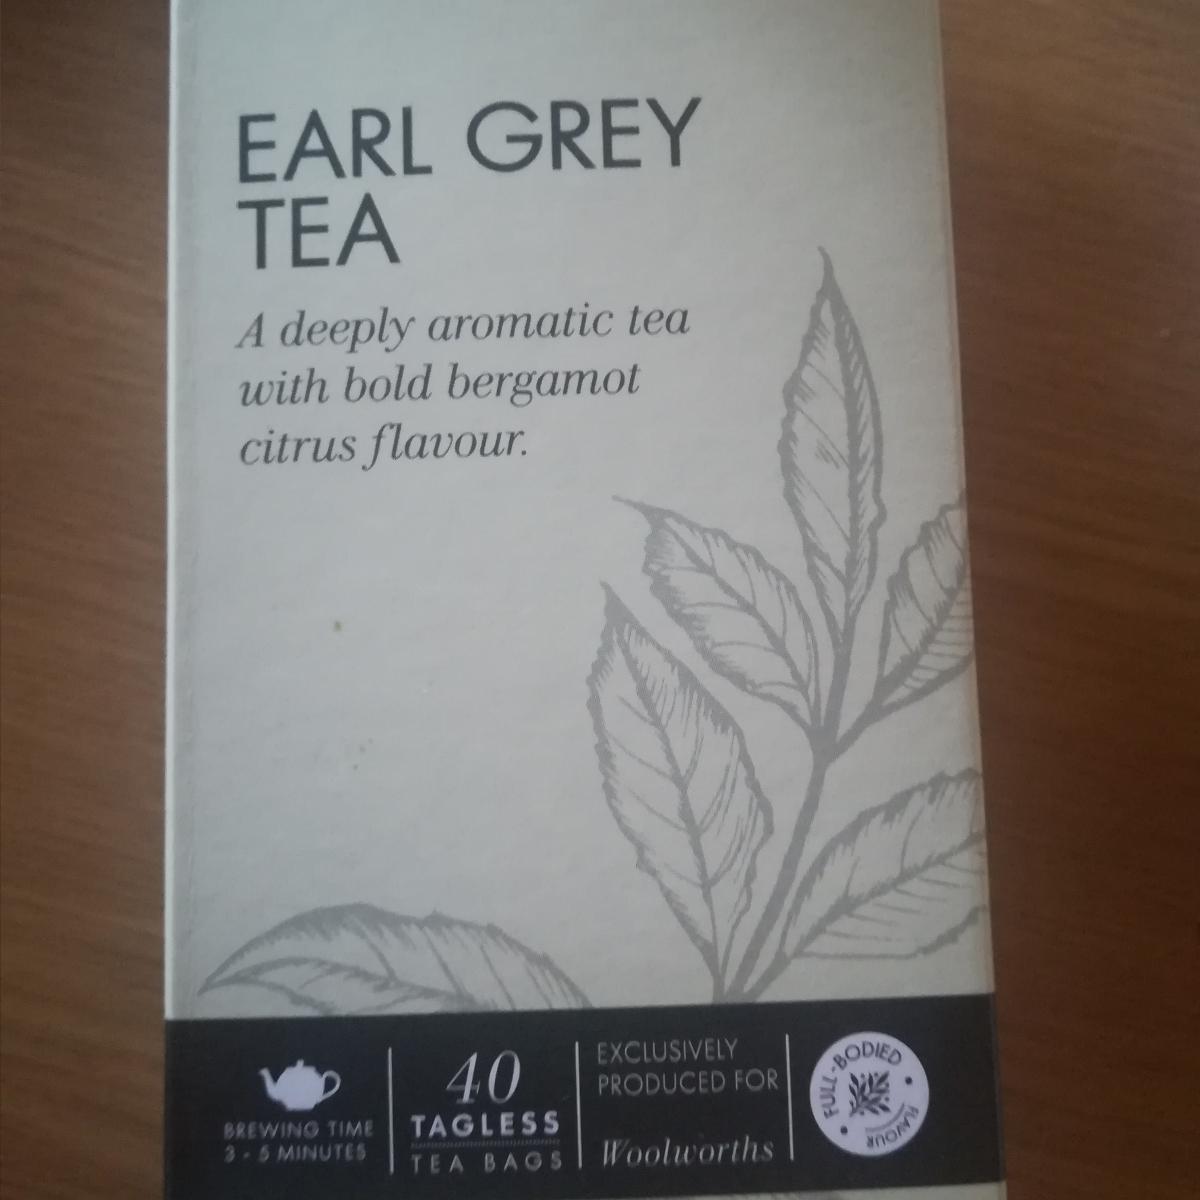 EARL GREY
TEA
A deeply aromatic tea
with bold bergamot
citrus flavour.
BREWING TIME
3 - 5 MINUTES
40
TAGLESS
TEA BAGS
EXCLUSIVELY
PRODUCED FOR
Woolworths
FULL-BODIED
FLAVOUR